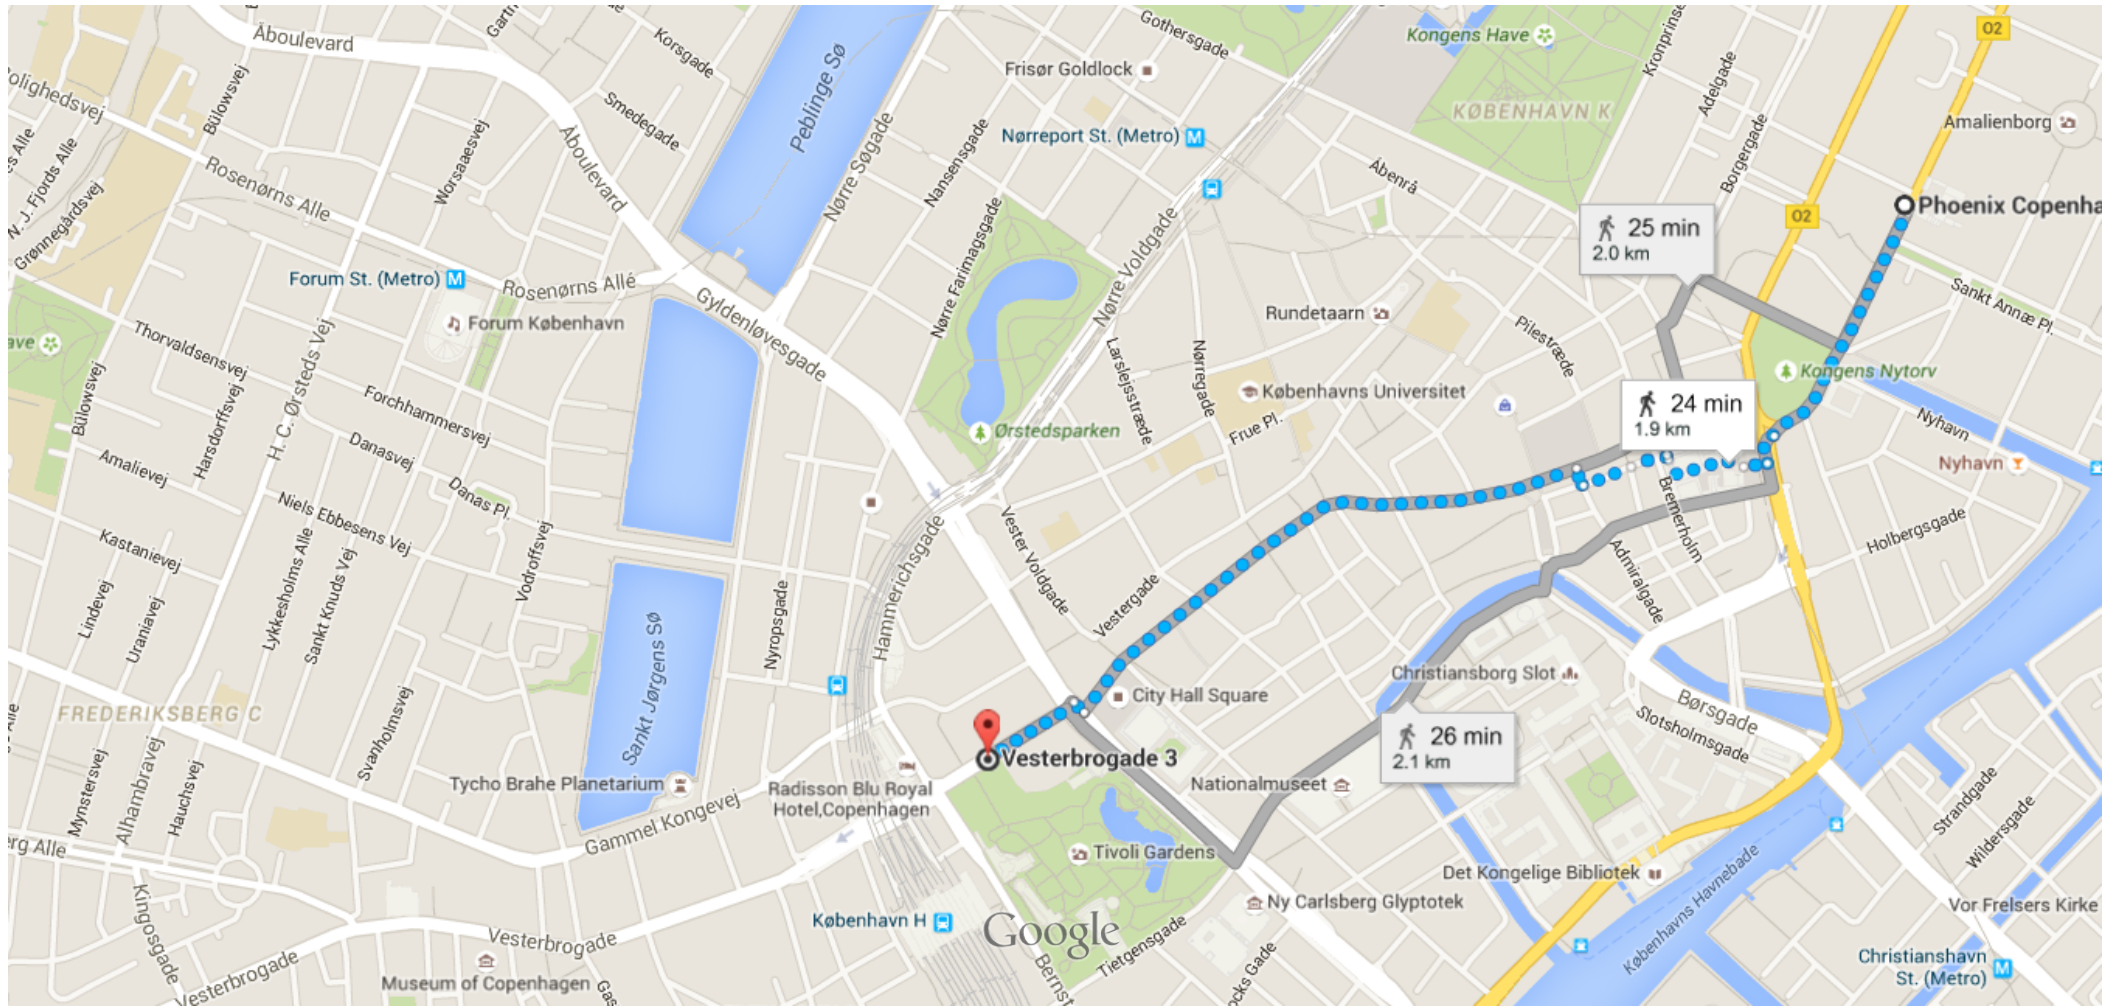 Gothersgade
Kongens Have
O2
Åboulevard
Korsgade
Frisør Goldlock
Peblinge Sø
Kronprins
Adelgade
Bülowsvej
Smedegade
KØBENHAVN K
Amalienborg
Nørreport St. (Metro)
Worsaaesvej
Åboulevard
Nansensgade
Nørre Søgade
Borgergade
Åbenrå
N. J. Fjords Alle
Rosenørns Alle
Grønnegårdsvej
Phoenix Copenha
O2
25 min
2.0 km
Nørre Farimagsgade
Nørre Voldgade
Forum St. (Metro)
Rosenørns Allé
Gyldenløvesgade
Sankt Annæ Pl.
Forum København
Rundetaarn
Pilestræde
Thorvaldsensvej
H. C. Ørsteds Vej
Larslejsstræde
Nørregade
Kongens Nytorv
Københavns Universitet
Bülowsvej
Harsdorffsvej
Forchhammersvej
24 min
1.9 km
Ørstedsparken
Frue Pl.
Nyhavn
Nyhavn
Amalievej
Danasvej
Danas Pl.
Niels Ebbesens Vej
Bremerholm
Holbergsgade
Kastanievej
Vester Voldgade
Hammerichsgade
Admiralgade
Lindevej
Uraniavej
Lykkesholms Alle
Sankt Knuds Vej
Vodroffsvej
Nyropsgade
Vestergade
Sankt Jørgens Sø
Christiansborg Slot
City Hall Square
Børsgade
Slotsholmsgade
FREDERIKSBERG C
Svanholmsvej
26 min
2.1 km
Vesterbrogade 3
Tycho Brahe Planetarium
Radisson Blu Royal
Hotel,Copenhagen
Nationalmuseet
Mynstersvej
Alhambravej
Hauchsvej
Gammel Kongevej
Tivoli Gardens
Strandgade
Wildersgade
erg Alle
Det Kongelige Bibliotek
Københavns Havnebade
Kingosgade
København H
Google
Ny Carlsberg Glyptotek
Vor Frelsers Kirke
Vesterbrogade
Vesterbrogade
Tietgensgade
Bernst
Museum of Copenhagen
Christianshavn
St. (Metro)